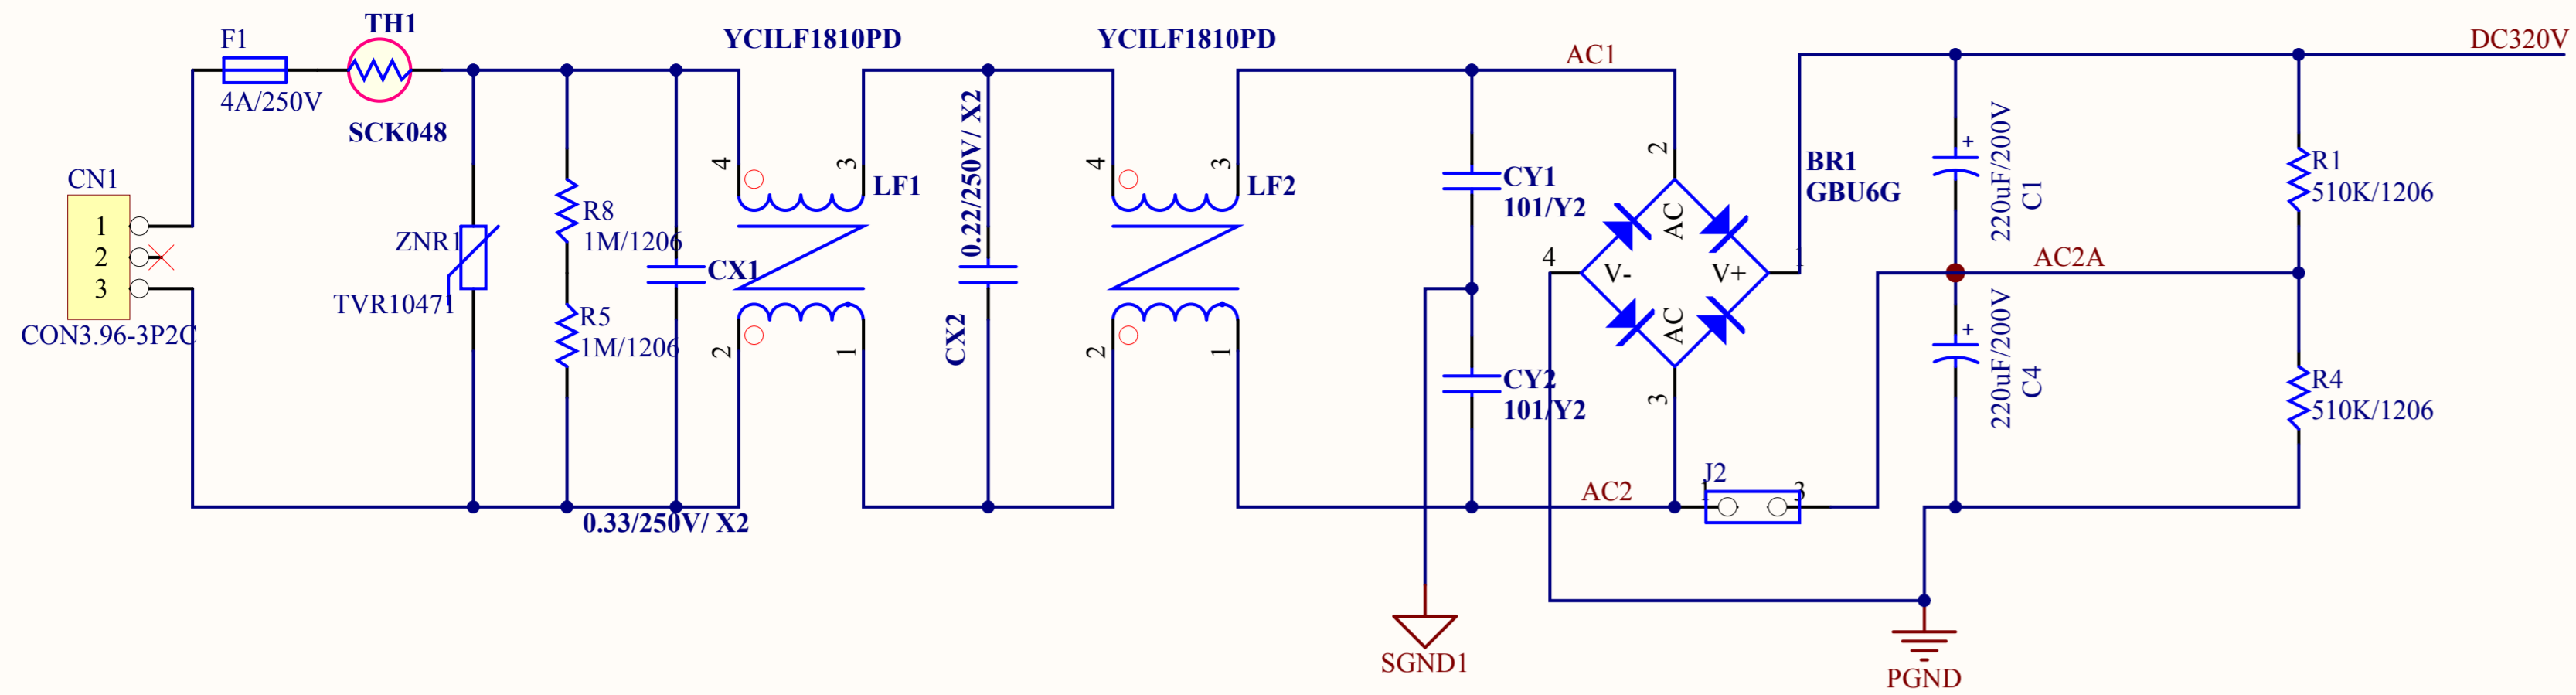 CN1
1
2
3
CON3.96-3P2C
F1
4A/250V
TH1
SCK048
ZNR1
TVR10471
R8
1M/1206
R5
1M/1206
CX1
0.33/250V/ X2
YCILF1810PD
4
3
LF1
2
1
0.22/250V/ X2
CX2
YCILF1810PD
4
3
LF2
2
1
CY1
101/Y2
CY2
101/Y2
SGND1
AC1
AC2
2
AC
4
V-
V+
1
AC
3
BR1
GBU6G
J2
1
3
DC320V
+
220uF/200V
C1
AC2A
+
220uF/200V
C4
R1
510K/1206
R4
510K/1206
PGND